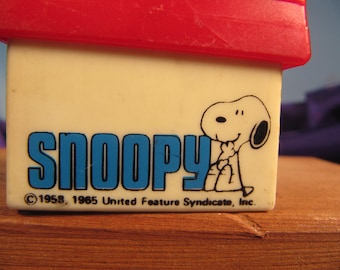 SNOOPY
©1958, 1965 United Feature Syndicate, Inc.